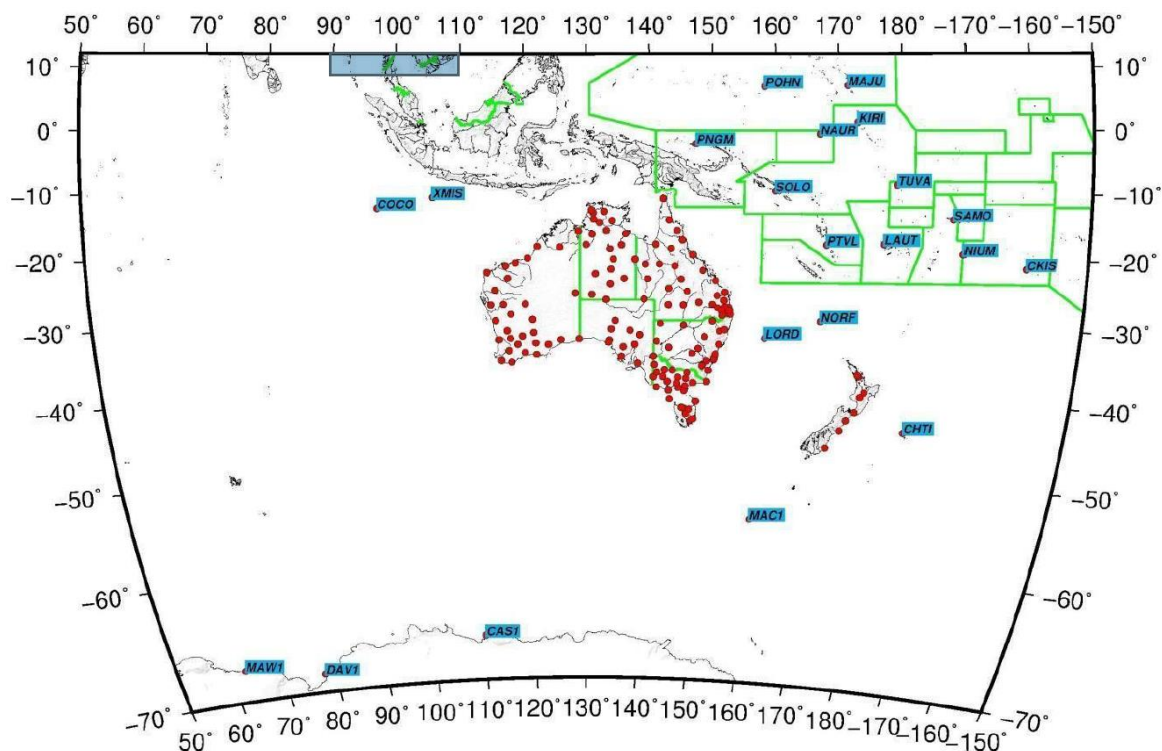 50° 60° 70° 80° 90° 100° 110° 120° 130° 140° 150° 160° 170° 180° −170° −160° −150°
10° 10°
POHN MAJU
KIRI
0° NAUR 0°
PNGM
SOLO TUVA
−10° XMIS −10°
COCO SAMO
PTVL LAUT
NIUM
−20° CKIS −20°
NORF
−30° LORD −30°
−40° −40°
CHTI
−50° −50°
MAC1
−60° −60°
CAS1
MAW1 DAV1
−70° −70°
50° 60° 70° 80° 90° 100° 110° 120° 130° 140° 150° 160° 170° 180° −170° −160° −150°